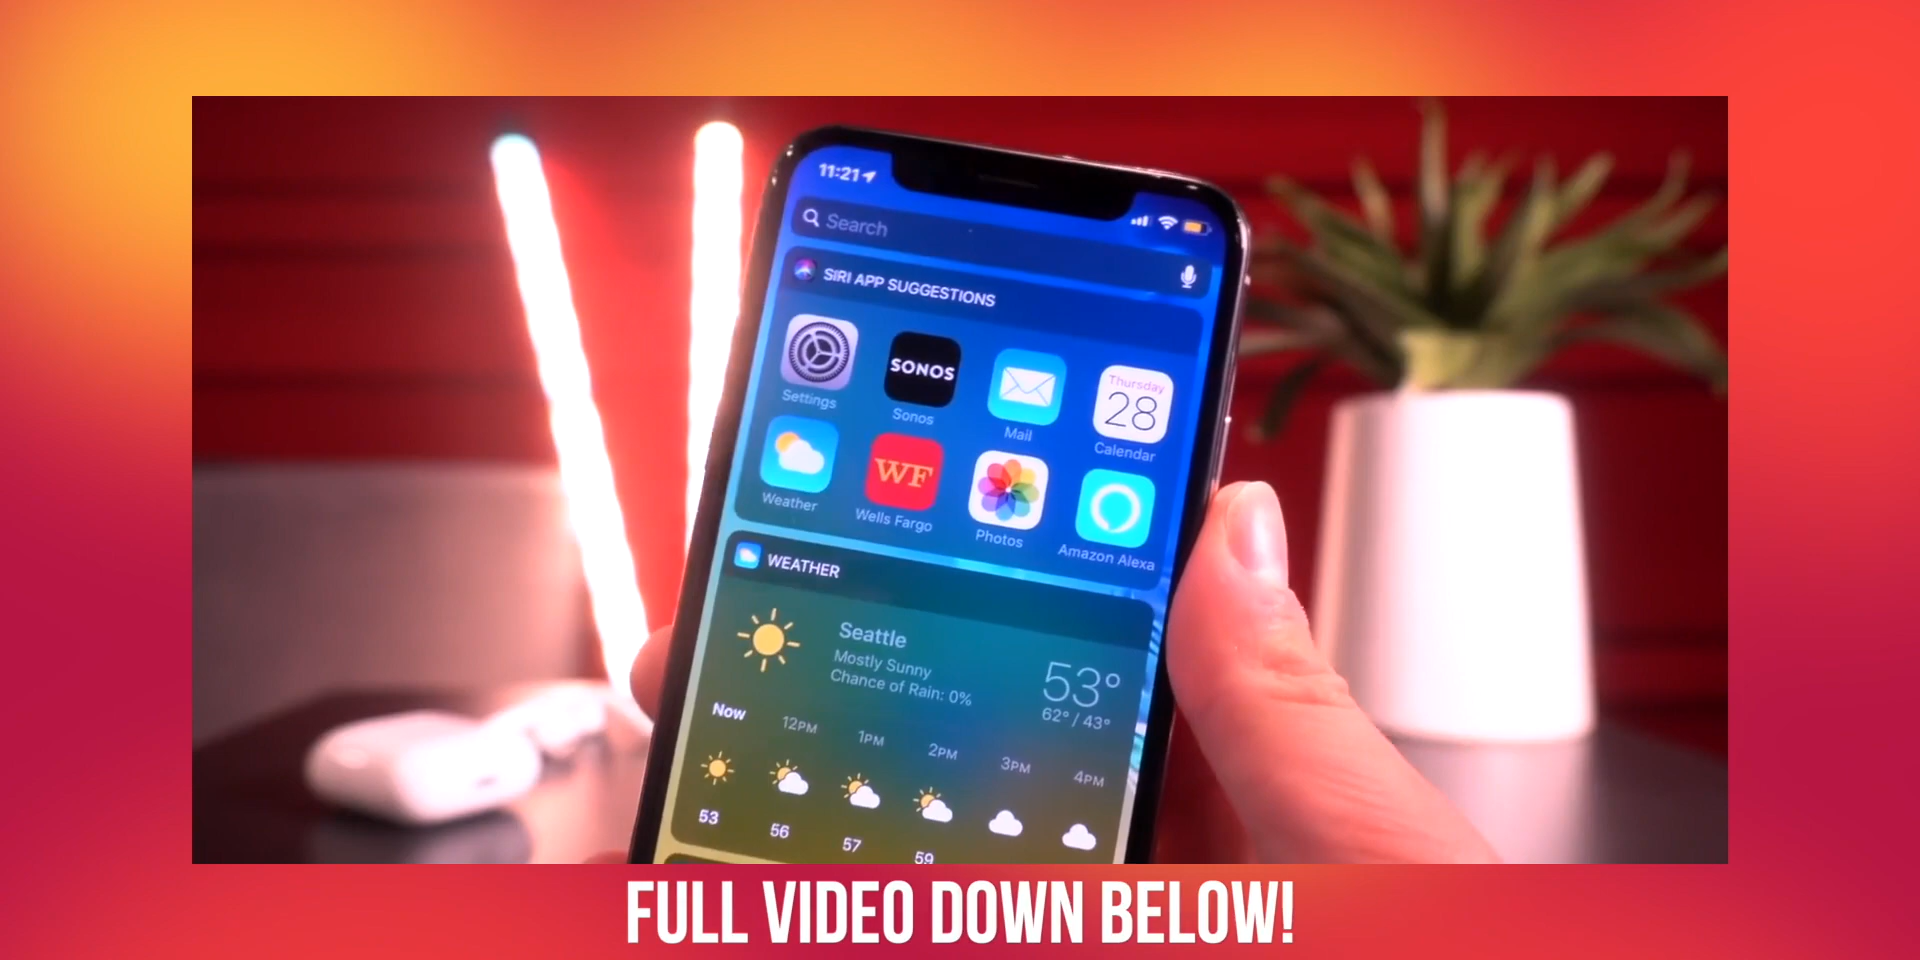 11:21
Search
SIRI APP SUGGESTIONS
SONOS
Thursday
28
Settings
Sonos
Mail
Calendar
WF
Weather
Wells Fargo
Photos
Amazon Alexa
WEATHER
Seattle
Mostly Sunny
Chance of Rain: 0%
53°
62° / 43°
Now 12PM 1PM 2PM 3PM 4PM
53 56 57 59
FULL VIDEO DOWN BELOW!